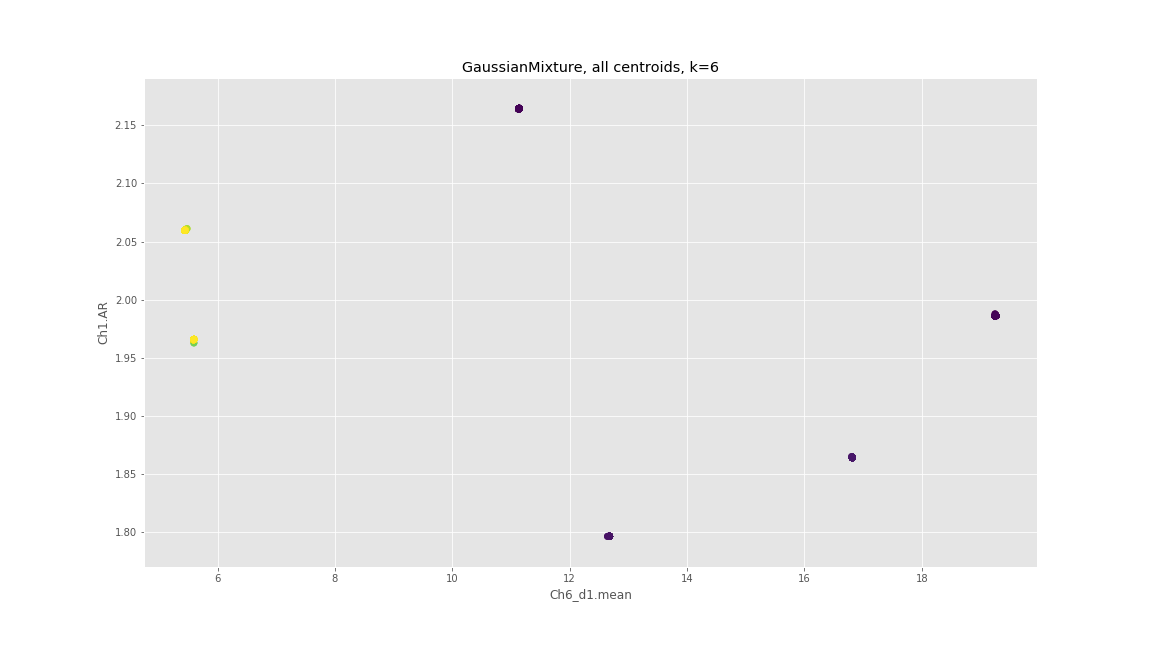 GaussianMixture, all centroids, k=6
2.15
2.10
2.05
2.00
1.95
1.90
1.85
1.80
Ch1.AR
6 8 10 12 14 16 18
Ch6_d1.mean